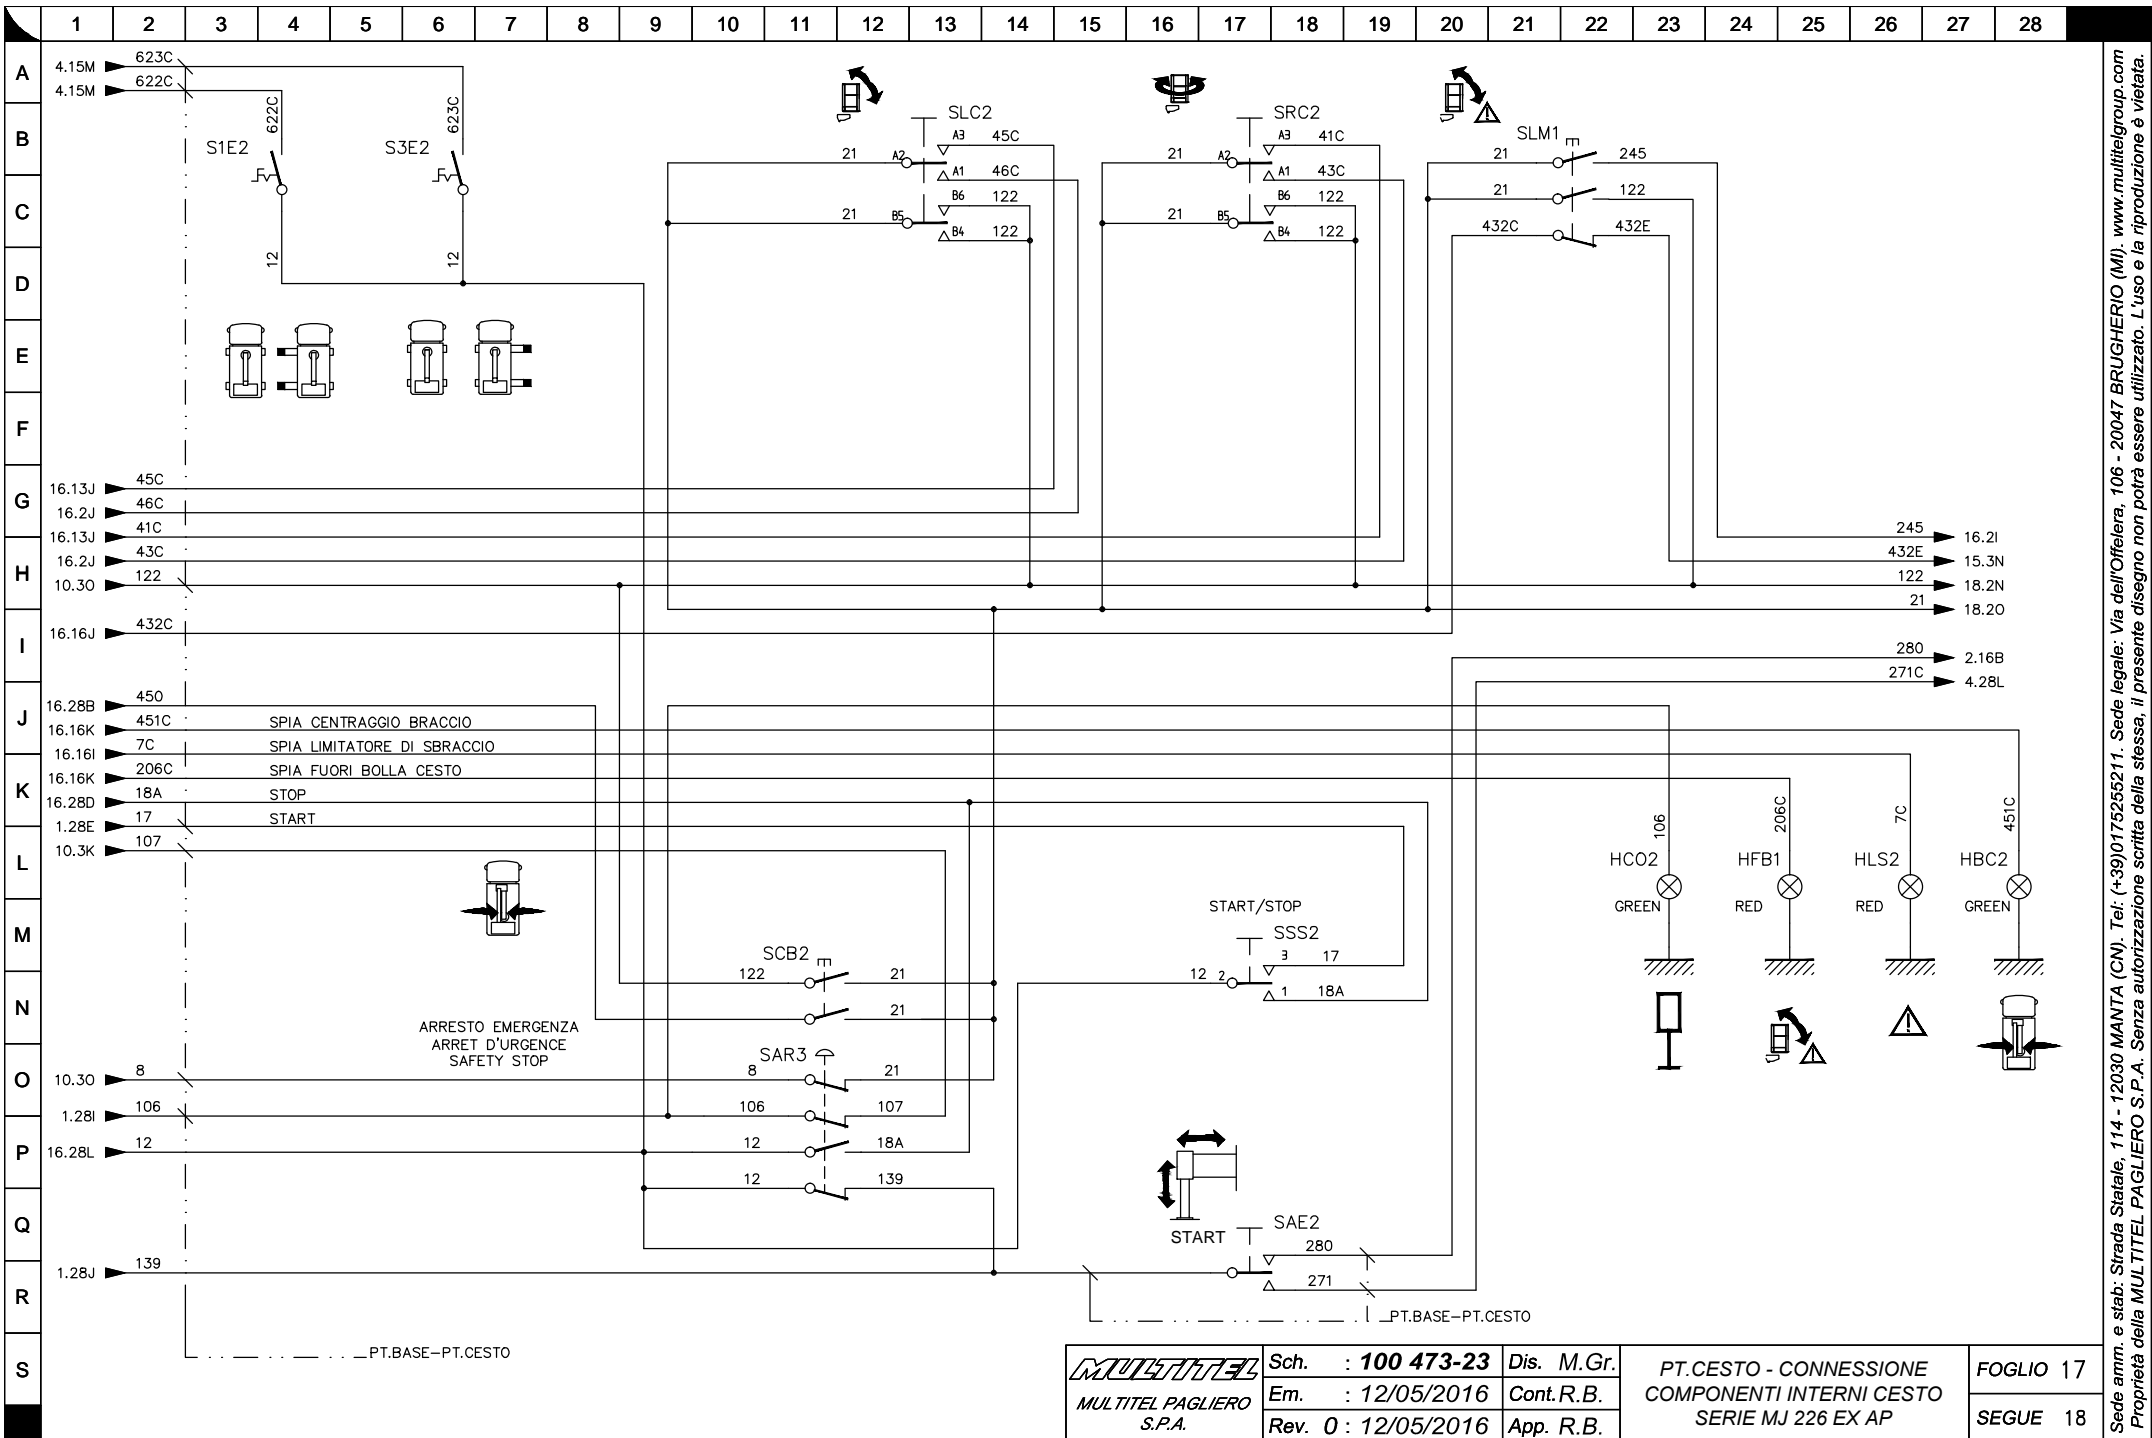 1 2 3 4 5 6 7 8 9 10 11 12 13 14 15 16 17 18 19 20 21 22 23 24 25 26 27 28
A
B
C
D
E
F
G
H
I
J
K
L
M
N
O
P
Q
R
S
4.15M 623C
4.15M 622C
622C
623C
S1E2
S3E2
12
12
SLC2
A3 45C
21 A2
A1 46C
B6 122
21 B5
B4 122
SRC2
A3 41C
21 A2
A1 43C
B6 122
21 B5
B4 122
SLM1
21 245
21 122
432C 432E
16.13J 45C
16.2J 46C
16.13J 41C
16.2J 43C
10.30 122
16.16J 432C
245 16.2I
432E 15.3N
122 18.2N
21 18.2O
280 2.16B
271C 4.28L
16.28B 450
16.16K 451C SPIA CENTRAGGIO BRACCIO
16.16I 7C SPIA LIMITATORE DI SBRACCIO
16.16K 206C SPIA FUORI BOLLA CESTO
16.28D 18A STOP
1.28E 17 START
10.3K 107
106
206C
7C
451C
HCO2
HFB1
HLS2
HBC2
GREEN
RED
RED
GREEN
START/STOP
SSS2
3 17
12 2
1 18A
SCB2
122 21
21
ARRESTO EMERGENZA
ARRET D'URGENCE
SAFETY STOP
SAR3
10.30 8
8 21
1.28I 106
106 107
16.28L 12
12 18A
12 139
START
SAE2
280
271
1.28J 139
PT.BASE-PT.CESTO
PT.BASE-PT.CESTO
MULTITEL
MULTITEL PAGLIERO
S.P.A.
Sch. : 100 473-23 Dis. M.Gr.
Em. : 12/05/2016 Cont. R.B.
Rev. 0 : 12/05/2016 App. R.B.
PT.CESTO - CONNESSIONE
COMPONENTI INTERNI CESTO
SERIE MJ 226 EX AP
FOGLIO 17
SEGUE 18
Sede amm. e stab: Strada Statale, 114 - 12030 MANTA (CN). Tel: (+39)0175255211. Sede legale: Via dell'Offelera, 106 - 20047 BRUGHERIO (MI). www.multitelgroup.com
Proprietà della MULTITEL PAGLIERO S.P.A. Senza autorizzazione scritta della stessa, il presente disegno non potrà essere utilizzato. L'uso e la riproduzione è vietata.